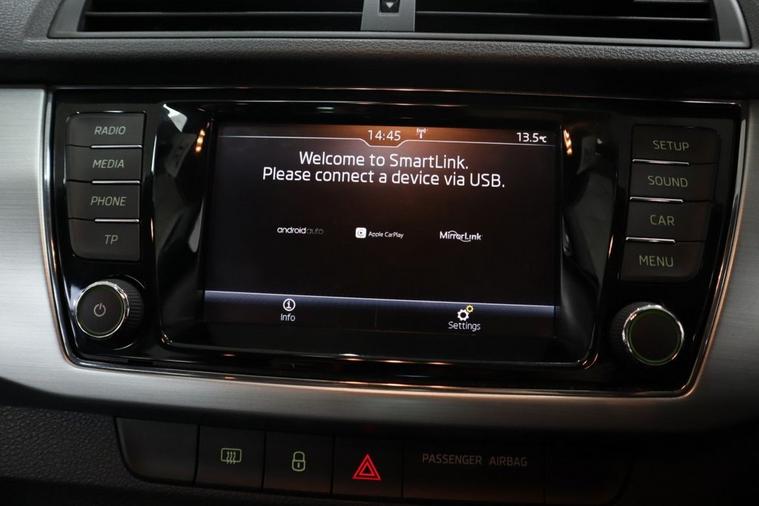 RADIO
MEDIA
PHONE
TP
14:45
13.5°C
Welcome to SmartLink.
Please connect a device via USB.
androidauto
Apple CarPlay
MirrorLink
Info
Settings
SETUP
SOUND
CAR
MENU
PASSENGER AIRBAG